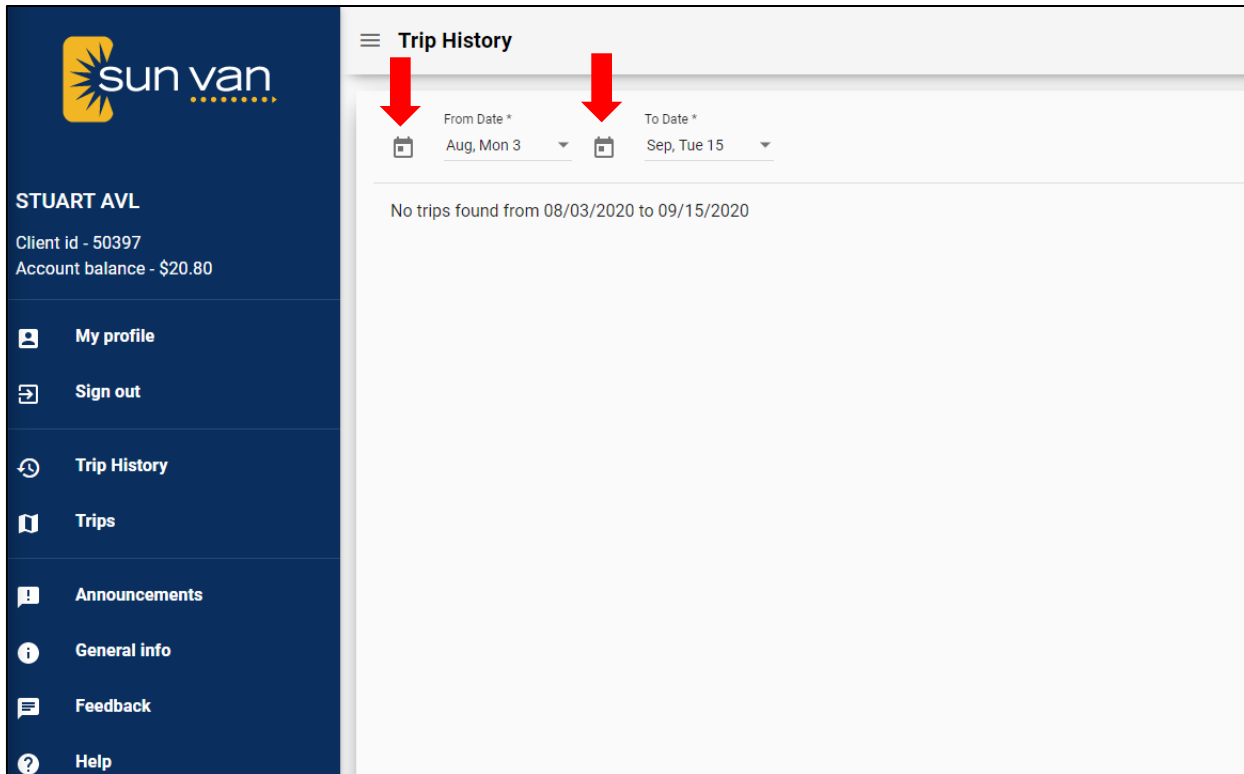 sun van
STUART AVL
Client id - 50397
Account balance - $20.80
My profile
Sign out
Trip History
Trips
Announcements
General info
Feedback
Help
Trip History
From Date *
To Date *
Aug, Mon 3
Sep, Tue 15
No trips found from 08/03/2020 to 09/15/2020